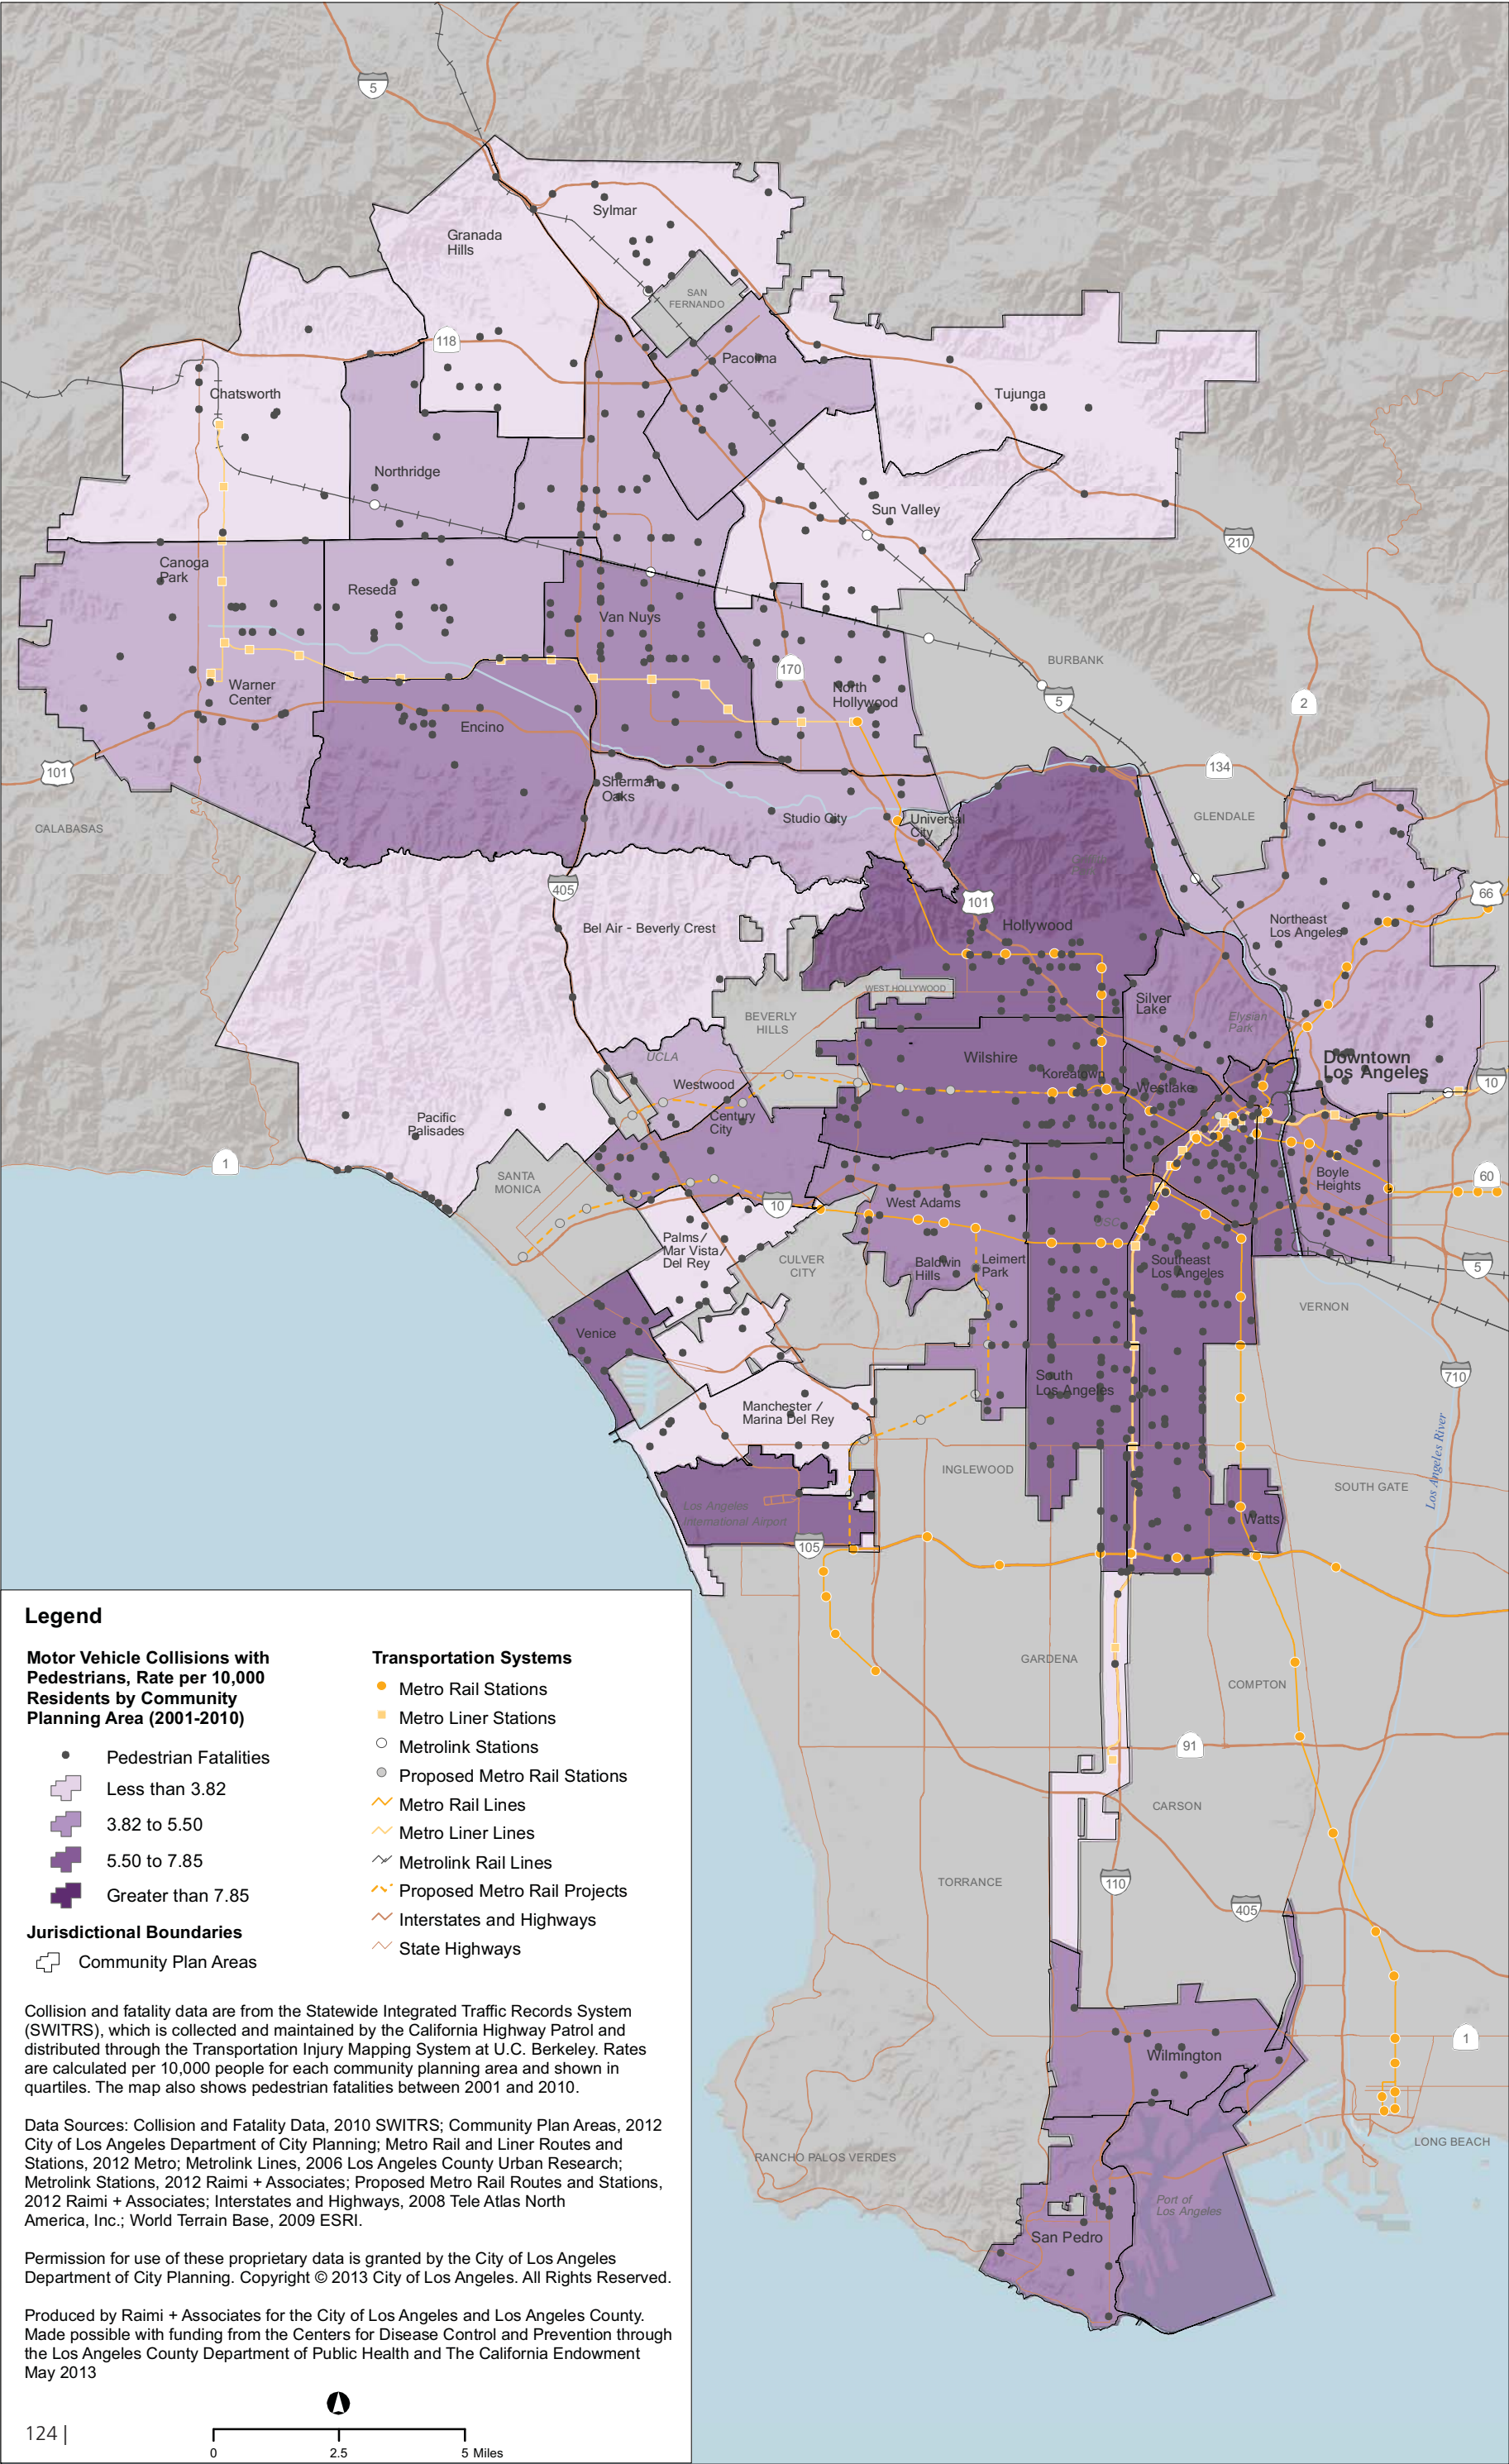 5
Sylmar
Granada
Hills
SAN
FERNANDO
118
Pacoima
Chatsworth
Tujunga
Northridge
Sun Valley
210
Canoga
Park
Reseda
Van Nuys
BURBANK
170
5
2
Warner
Center
North
Hollywood
Encino
101
134
Sherman
Oaks
Studio City
Universal
City
GLENDALE
CALABASAS
405
101
66
Bel Air - Beverly Crest
Hollywood
Northeast
Los Angeles
WEST HOLLYWOOD
Silver
Lake
BEVERLY
HILLS
Elysian
Park
UCLA
Wilshire
Downtown
Los Angeles
Koreatown
Westlake
10
Westwood
Century
City
Pacific
Palisades
1
SANTA
MONICA
Boyle
Heights
60
10
West Adams
USC
Palms/
Mar Vista/
Del Rey
CULVER
CITY
Baldwin
Hills
Leimert
Park
Southeast
Los Angeles
5
VERNON
Venice
710
South
Los Angeles
Manchester /
Marina Del Rey
Los Angeles River
INGLEWOOD
SOUTH GATE
Los Angeles
International Airport
Watts
105
GARDENA
COMPTON
91
CARSON
TORRANCE
110
405
1
Wilmington
LONG BEACH
RANCHO PALOS VERDES
Port of
Los Angeles
San Pedro
Legend
Motor Vehicle Collisions with
Pedestrians, Rate per 10,000
Residents by Community
Planning Area (2001-2010)
Pedestrian Fatalities
Less than 3.82
3.82 to 5.50
5.50 to 7.85
Greater than 7.85
Jurisdictional Boundaries
Community Plan Areas
Transportation Systems
Metro Rail Stations
Metro Liner Stations
Metrolink Stations
Proposed Metro Rail Stations
Metro Rail Lines
Metro Liner Lines
Metrolink Rail Lines
Proposed Metro Rail Projects
Interstates and Highways
State Highways
Collision and fatality data are from the Statewide Integrated Traffic Records System
(SWITRS), which is collected and maintained by the California Highway Patrol and
distributed through the Transportation Injury Mapping System at U.C. Berkeley. Rates
are calculated per 10,000 people for each community planning area and shown in
quartiles. The map also shows pedestrian fatalities between 2001 and 2010.
Data Sources: Collision and Fatality Data, 2010 SWITRS; Community Plan Areas, 2012
City of Los Angeles Department of City Planning; Metro Rail and Liner Routes and
Stations, 2012 Metro; Metrolink Lines, 2006 Los Angeles County Urban Research;
Metrolink Stations, 2012 Raimi + Associates; Proposed Metro Rail Routes and Stations,
2012 Raimi + Associates; Interstates and Highways, 2008 Tele Atlas North
America, Inc.; World Terrain Base, 2009 ESRI.
Permission for use of these proprietary data is granted by the City of Los Angeles
Department of City Planning. Copyright © 2013 City of Los Angeles. All Rights Reserved.
Produced by Raimi + Associates for the City of Los Angeles and Los Angeles County.
Made possible with funding from the Centers for Disease Control and Prevention through
the Los Angeles County Department of Public Health and The California Endowment
May 2013
124 |
0
2.5
5 Miles